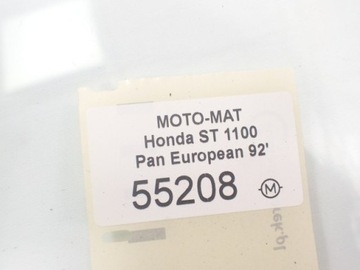 MOTO-MAT
Honda ST 1100
Pan European 92'
55208 M